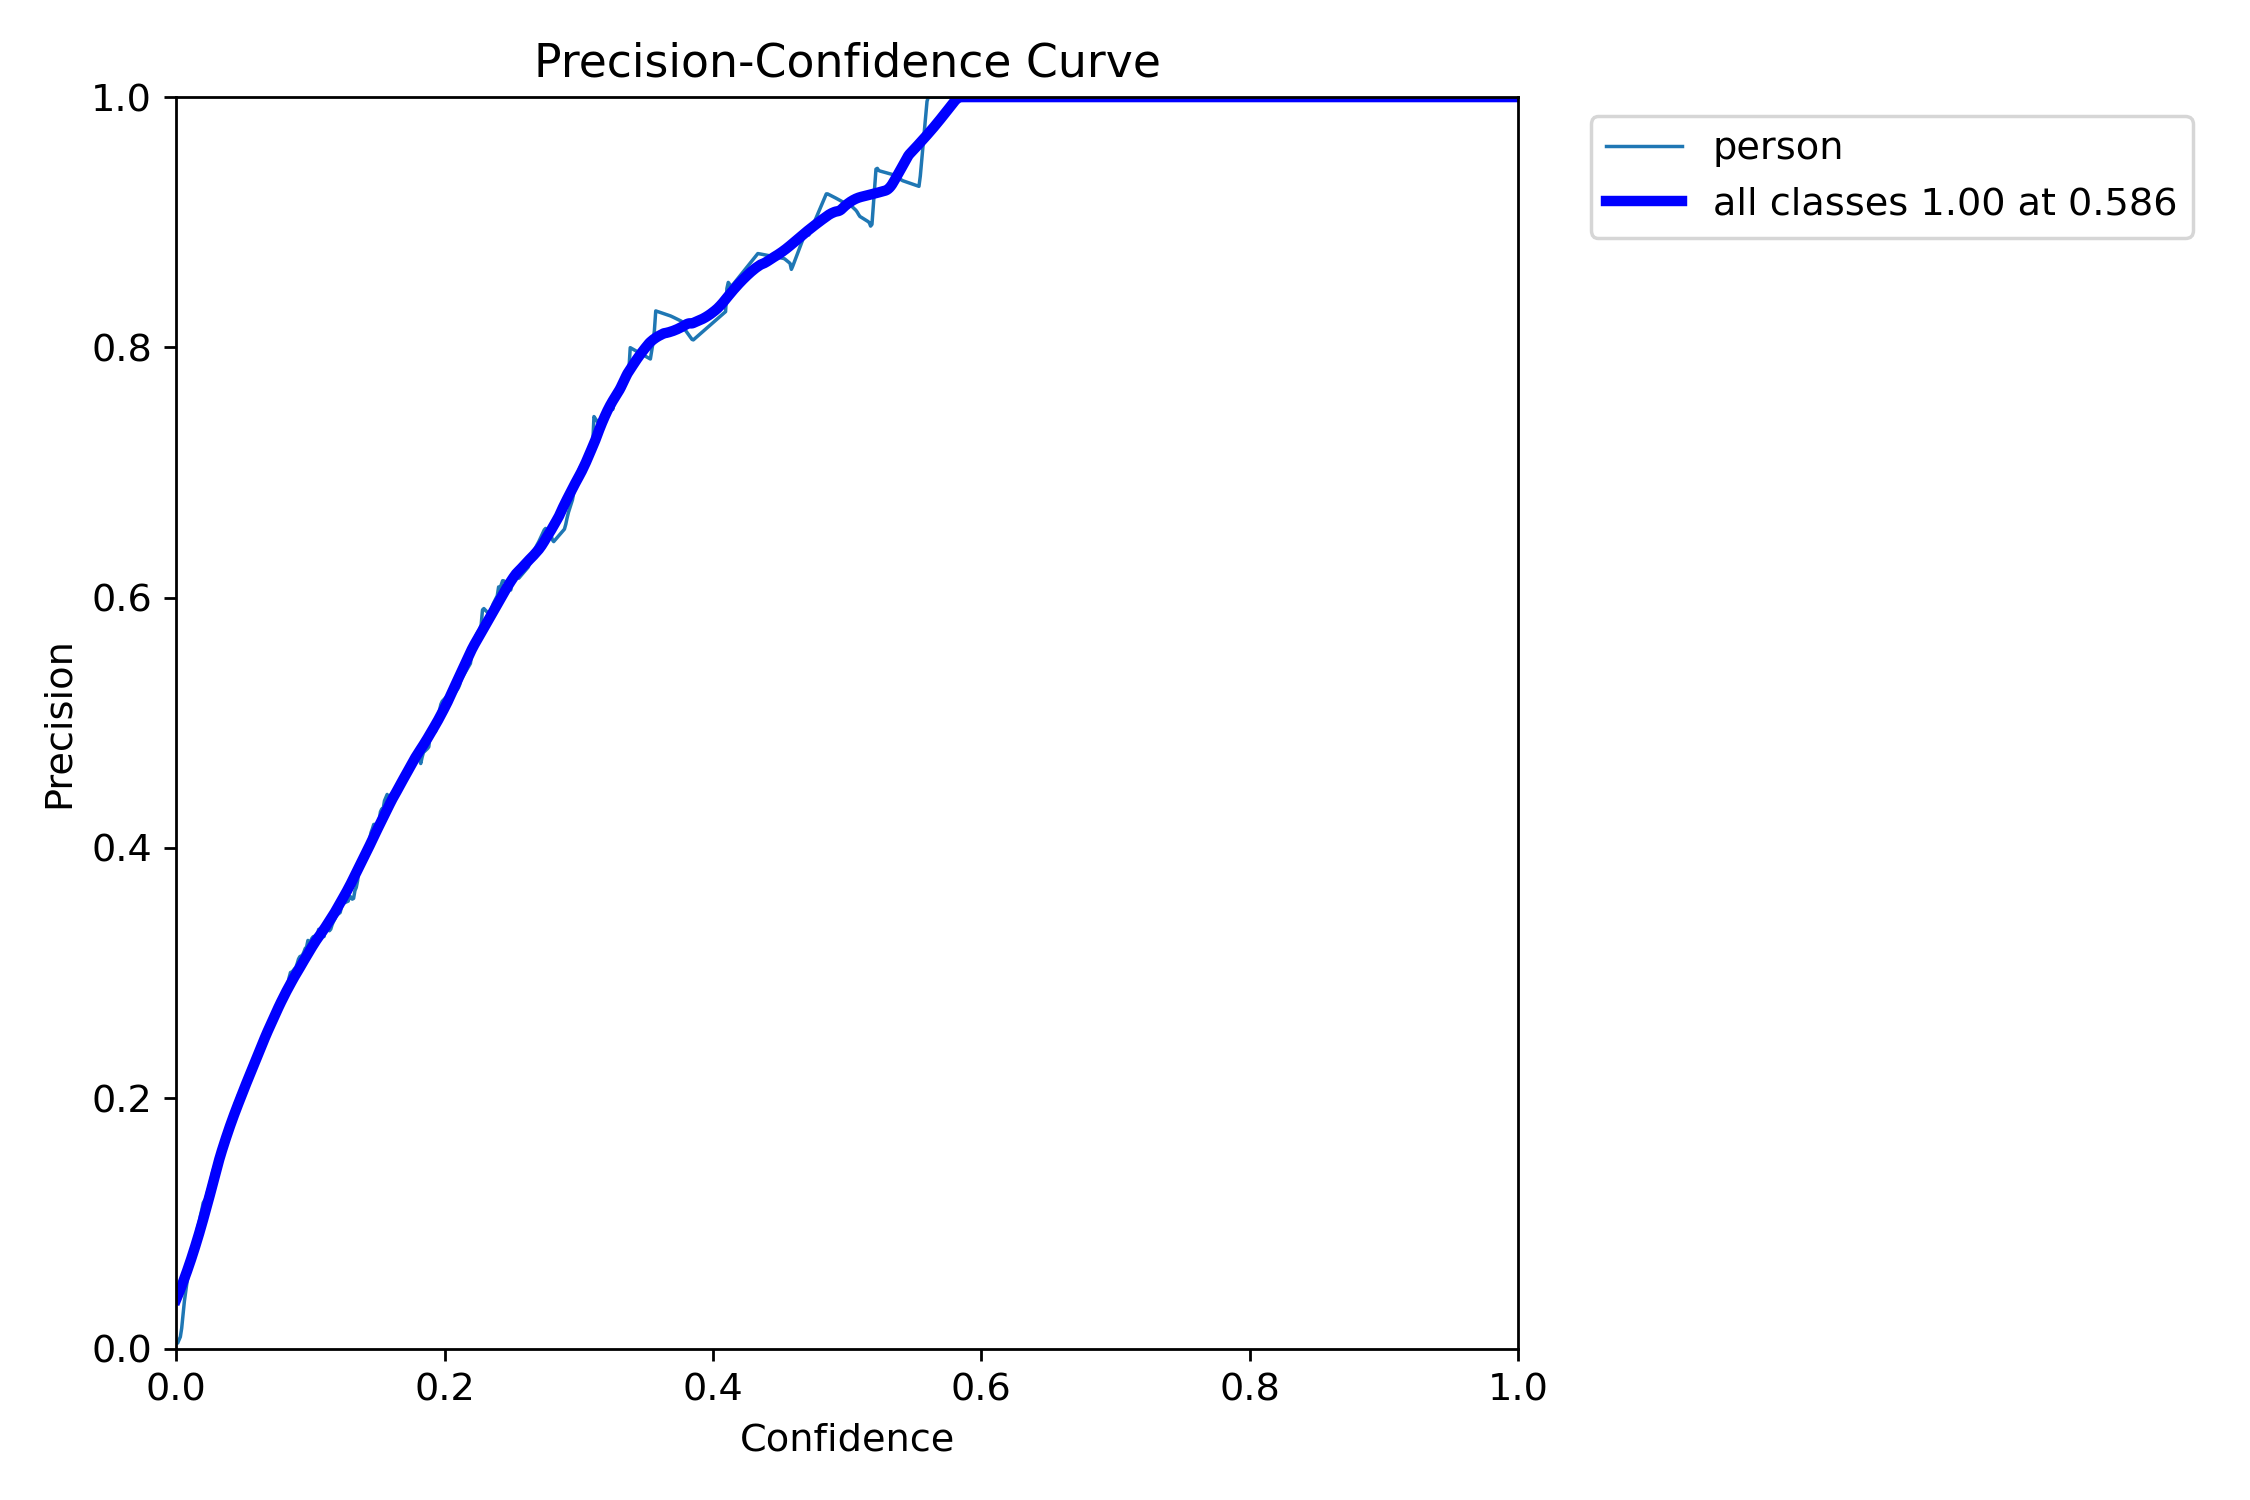 Precision-Confidence Curve
1.0
0.8
0.6
0.4
0.2
0.0
Precision
0.0 0.2 0.4 0.6 0.8 1.0
Confidence
person
all classes 1.00 at 0.586